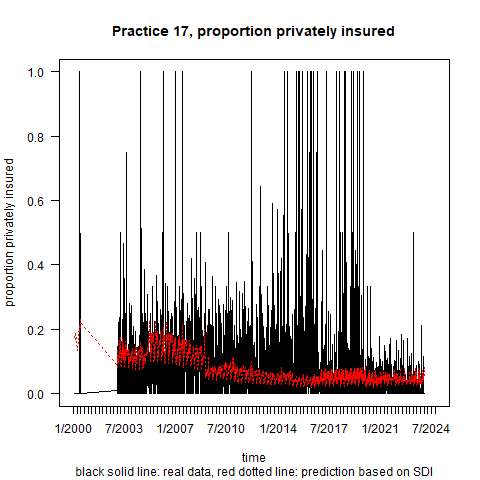 Practice 17, proportion privately insured
proportion privately insured
1.0
0.8
0.6
0.4
0.2
0.0
1/2000 7/2003 1/2007 7/2010 1/2014 7/2017 1/2021 7/2024
time
black solid line: real data, red dotted line: prediction based on SDI